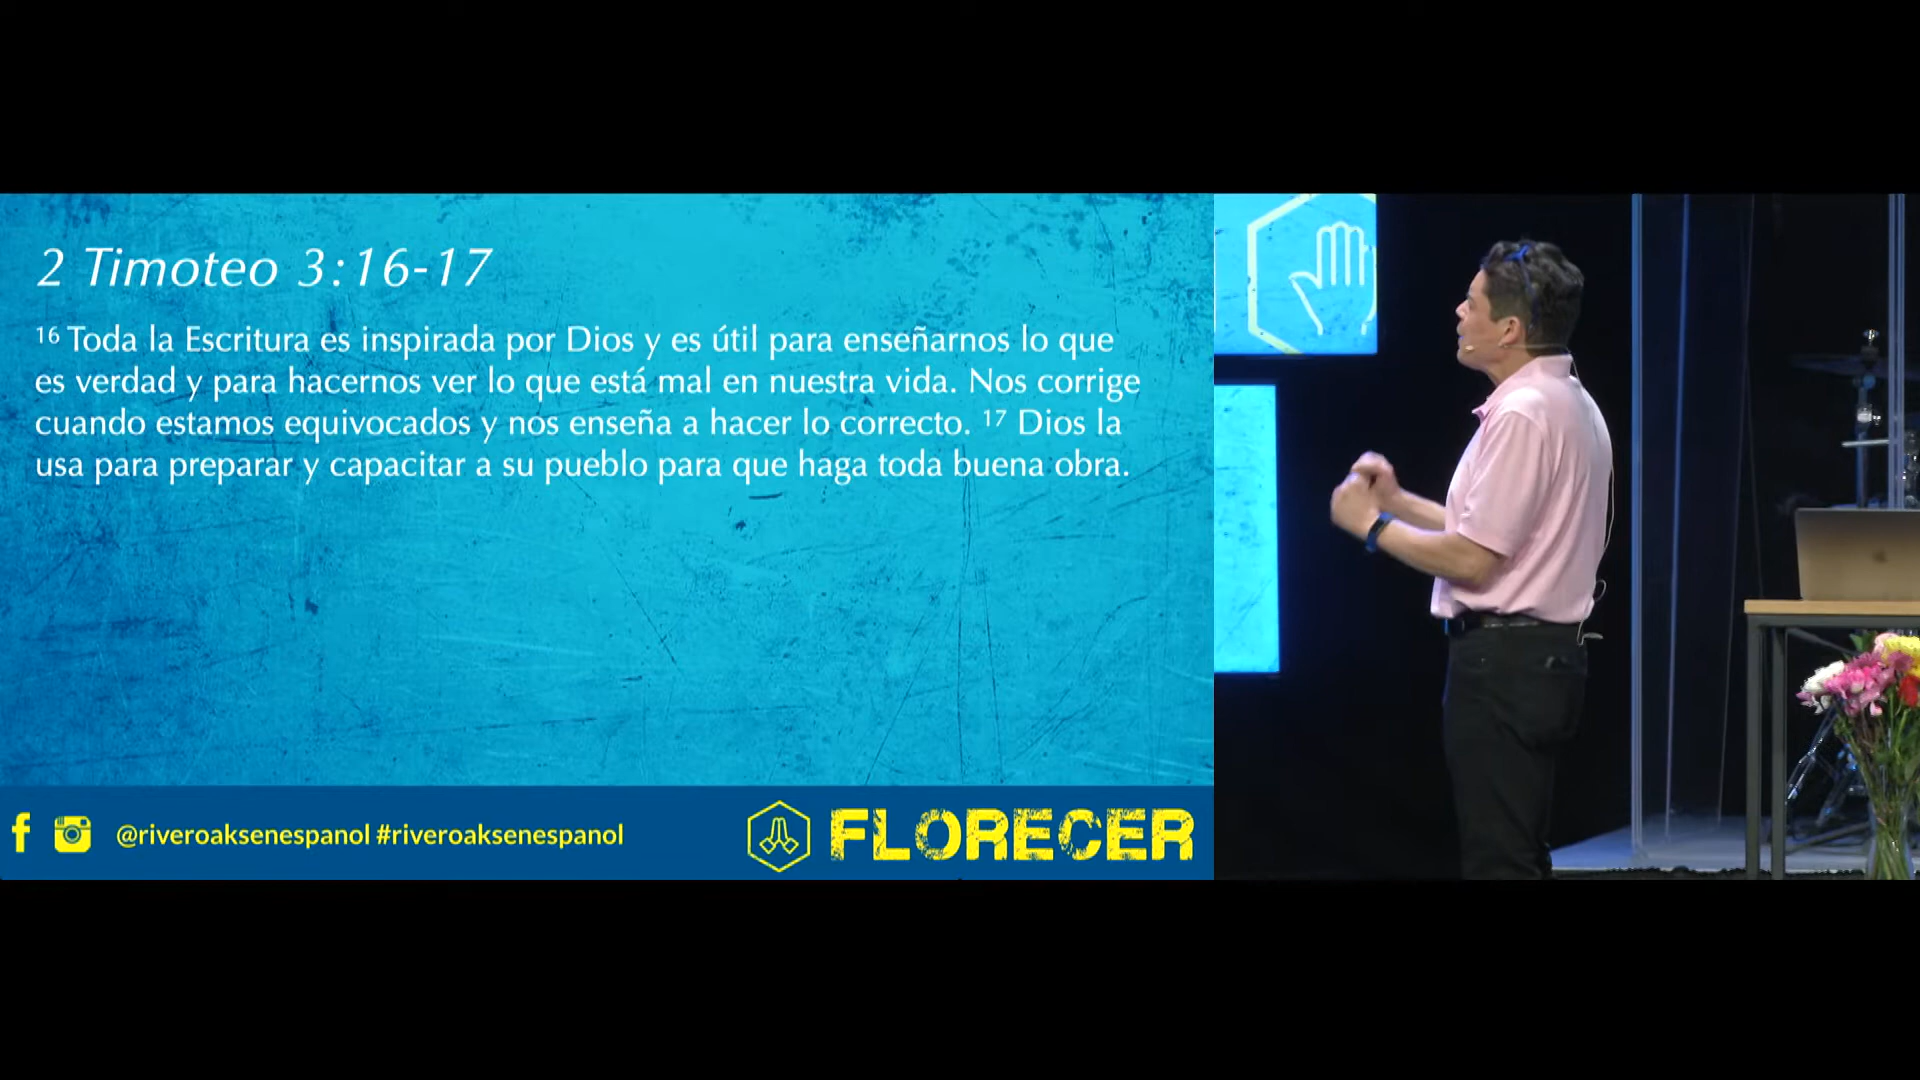 2 Timoteo 3:16-17
16 Toda la Escritura es inspirada por Dios y es útil para enseñarnos lo que
es verdad y para hacernos ver lo que está mal en nuestra vida. Nos corrige
cuando estamos equivocados y nos enseña a hacer lo correcto. 17 Dios la
usa para preparar y capacitar a su pueblo para que haga toda buena obra.
@riveroaksenespanol #riveroaksenespanol
FLORECER